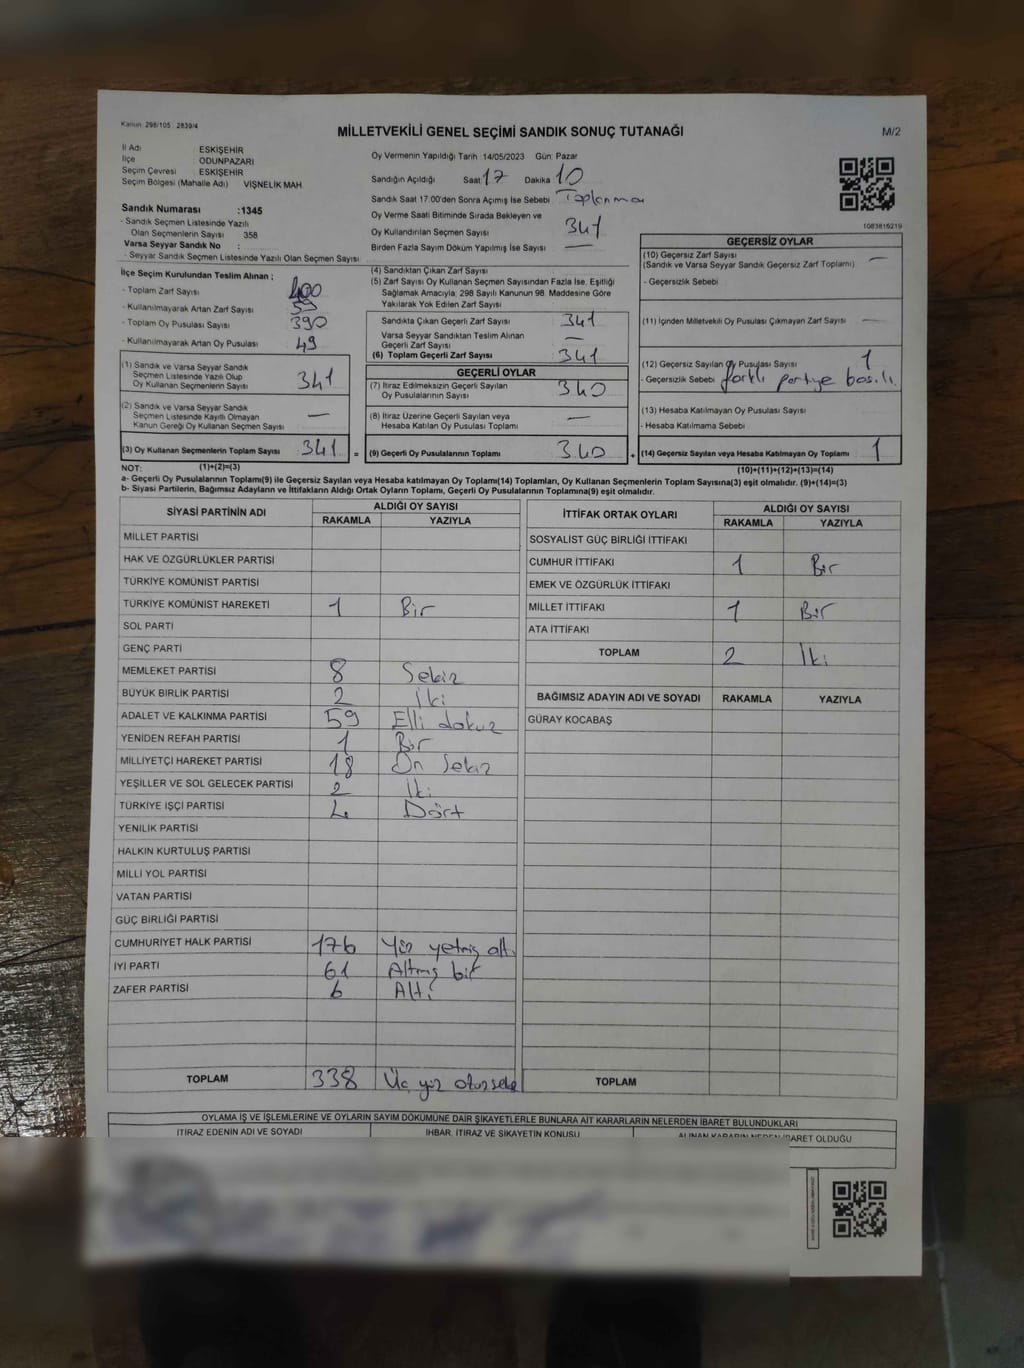 Kanun: 298/105 : 2839/4
MİLLETVEKİLİ GENEL SEÇİMİ SANDIK SONUÇ TUTANAĞI
M/2
İl Adı ESKİŞEHİR
İlçe ODUNPAZARI
Seçim Çevresi ESKİŞEHİR
Seçim Bölgesi (Mahalle Adı) VİŞNELİK MAH.
Sandık Numarası :1345
- Sandık Seçmen Listesinde Yazılı
Olan Seçmenlerin Sayısı 358
Varsa Seyyar Sandık No :
- Seyyar Sandık Seçmen Listesinde Yazılı Olan Seçmen Sayısı
Oy Vermenin Yapıldığı Tarih :14/05/2023 Gün: Pazar
Sandığın Açıldığı Saat 17 Dakika 10
Sandık Saat 17:00'den Sonra Açımış İse Sebebi
Oy Verme Saati Bitiminde Sırada Bekleyen ve
Oy Kullandırılan Seçmen Sayısı 341
Birden Fazla Sayım Döküm Yapılmış İse Sayısı —
1083815219
İlçe Seçim Kurulundan Teslim Alınan ;
- Toplam Zarf Sayısı 400
- Kullanılmayarak Artan Zarf Sayısı 59
- Toplam Oy Pusulası Sayısı 390
- Kullanılmayarak Artan Oy Pusulası 49
(1) Sandık ve Varsa Seyyar Sandık
Seçmen Listesinde Yazılı Olup
Oy Kullanan Seçmenlerin Sayısı 341
(2) Sandık ve Varsa Seyyar Sandık
Seçmen Listesinde Kayıtlı Olmayan
Kanun Gereği Oy Kullanan Seçmen Sayısı —
(3) Oy Kullanan Seçmenlerin Toplam Sayısı 341 =
(4) Sandıktan Çıkan Zarf Sayısı
(5) Zarf Sayısı Oy Kullanan Seçmen Sayısından Fazla İse, Eşitliği
Sağlamak Amacıyla; 298 Sayılı Kanunun 98. Maddesine Göre
Yakılarak Yok Edilen Zarf Sayısı
Sandıkta Çıkan Geçerli Zarf Sayısı 341
Varsa Seyyar Sandıktan Teslim Alınan
Geçerli Zarf Sayısı —
(6) Toplam Geçerli Zarf Sayısı 341
GEÇERLİ OYLAR
(7) İtiraz Edilmeksizin Geçerli Sayılan
Oy Pusulalarının Sayısı 340
(8) İtiraz Üzerine Geçerli Sayılan veya
Hesaba Katılan Oy Pusulası Toplamı —
(9) Geçerli Oy Pusulalarının Toplamı 340 +
GEÇERSİZ OYLAR
(10) Geçersiz Zarf Sayısı —
(Sandık ve Varsa Seyyar Sandık Geçersiz Zarf Toplamı)
- Geçersizlik Sebebi
(11) İçinden Milletvekili Oy Pusulası Çıkmayan Zarf Sayısı —
(12) Geçersiz Sayılan Oy Pusulası Sayısı 1
- Geçersizlik Sebebi farklı partiye basılı.
(13) Hesaba Katılmayan Oy Pusulası Sayısı
- Hesaba Katılmama Sebebi
(14) Geçersiz Sayılan veya Hesaba Katılmayan Oy Toplamı 1
NOT: (1)+(2)=(3) (10)+(11)+(12)+(13)=(14)
a- Geçerli Oy Pusulalarının Toplamı(9) ile Geçersiz Sayılan veya Hesaba katılmayan Oy Toplamı(14) Toplamları, Oy Kullanan Seçmenlerin Toplam Sayısına(3) eşit olmalıdır. (9)+(14)=(3)
b- Siyasi Partilerin, Bağımsız Adayların ve İttifakların Aldığı Ortak Oyların Toplamı, Geçerli Oy Pusulalarının Toplamına(9) eşit olmalıdır.
SİYASİ PARTİNİN ADI ALDIĞI OY SAYISI
RAKAMLA YAZIYLA
MİLLET PARTİSİ
HAK VE ÖZGÜRLÜKLER PARTİSİ
TÜRKİYE KOMÜNİST PARTİSİ
TÜRKİYE KOMÜNİST HAREKETİ 1 Bir
SOL PARTİ
GENÇ PARTİ
MEMLEKET PARTİSİ 8 Sekiz
BÜYÜK BİRLİK PARTİSİ 2 İki
ADALET VE KALKINMA PARTİSİ 59 Elli dokuz
YENİDEN REFAH PARTİSİ 1 Bir
MİLLİYETÇİ HAREKET PARTİSİ 18 On Sekiz
YEŞİLLER VE SOL GELECEK PARTİSİ 2 İki
TÜRKİYE İŞÇİ PARTİSİ 4 Dört
YENİLİK PARTİSİ
HALKIN KURTULUŞ PARTİSİ
MİLLİ YOL PARTİSİ
VATAN PARTİSİ
GÜÇ BİRLİĞİ PARTİSİ
CUMHURİYET HALK PARTİSİ 176 Yüz yetmiş altı
İYİ PARTİ 61 Altmış bir
ZAFER PARTİSİ 6 Altı
TOPLAM 338 Üç yüz otuz sekiz
İTTİFAK ORTAK OYLARI ALDIĞI OY SAYISI
RAKAMLA YAZIYLA
SOSYALİST GÜÇ BİRLİĞİ İTTİFAKI
CUMHUR İTTİFAKI 1 Bir
EMEK VE ÖZGÜRLÜK İTTİFAKI
MİLLET İTTİFAKI 1 Bir
ATA İTTİFAKI
TOPLAM 2 İki
BAĞIMSIZ ADAYIN ADI VE SOYADI RAKAMLA YAZIYLA
GÜRAY KOCABAŞ
TOPLAM
OYLAMA İŞ VE İŞLEMLERİNE VE OYLARIN SAYIM DÖKÜMÜNE DAİR ŞİKAYETLERLE BUNLARA AİT KARARLARIN NELERDEN İBARET BULUNDUKLARI
İTİRAZ EDENİN ADI VE SOYADI İHBAR, İTİRAZ VE ŞİKAYETİN KONUSU ALINAN KARARIN NEDEN İBARET OLDUĞU